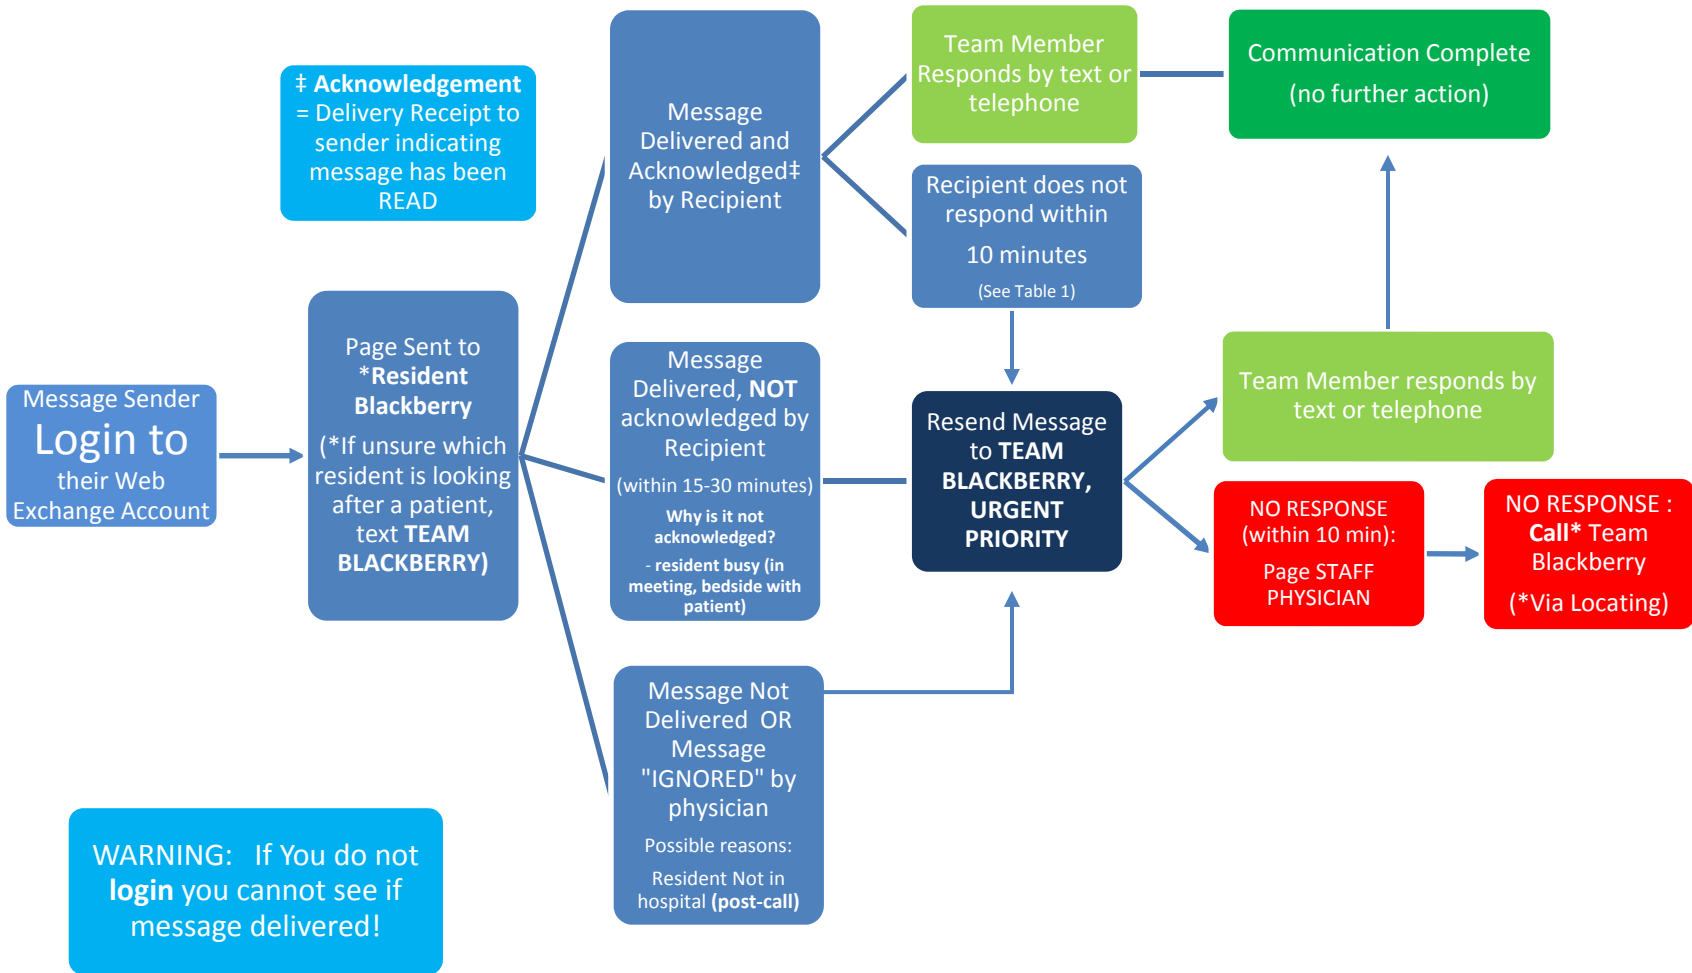 ‡ Acknowledgement
= Delivery Receipt to
sender indicating
message has been
READ
Message Sender
Login to
their Web
Exchange Account
Page Sent to
*Resident
Blackberry
(*If unsure which
resident is looking
after a patient,
text TEAM
BLACKBERRY)
Message
Delivered and
Acknowledged‡
by Recipient
Team Member
Responds by text or
telephone
Communication Complete
(no further action)
Recipient does not
respond within
10 minutes
(See Table 1)
Message
Delivered, NOT
acknowledged by
Recipient
(within 15-30 minutes)
Why is it not
acknowledged?
- resident busy (in
meeting, bedside with
patient)
Resend Message
to TEAM
BLACKBERRY,
URGENT
PRIORITY
Team Member responds by
text or telephone
NO RESPONSE
(within 10 min):
Page STAFF
PHYSICIAN
NO RESPONSE :
Call* Team
Blackberry
(*Via Locating)
Message Not
Delivered OR
Message
"IGNORED" by
physician
Possible reasons:
Resident Not in
hospital (post-call)
WARNING: If You do not
login you cannot see if
message delivered!